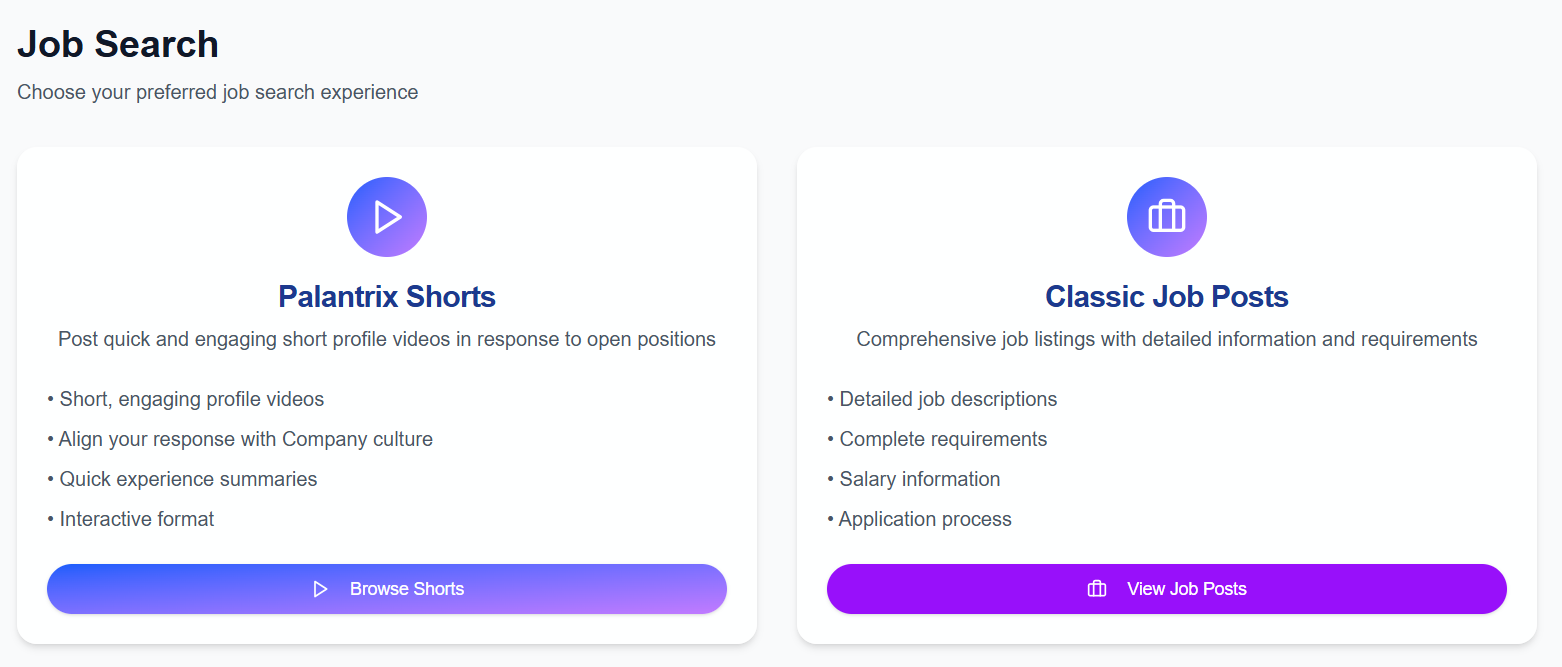 Job Search
Choose your preferred job search experience
Palantrix Shorts
Post quick and engaging short profile videos in response to open positions
• Short, engaging profile videos
• Align your response with Company culture
• Quick experience summaries
• Interactive format
Browse Shorts
Classic Job Posts
Comprehensive job listings with detailed information and requirements
• Detailed job descriptions
• Complete requirements
• Salary information
• Application process
View Job Posts